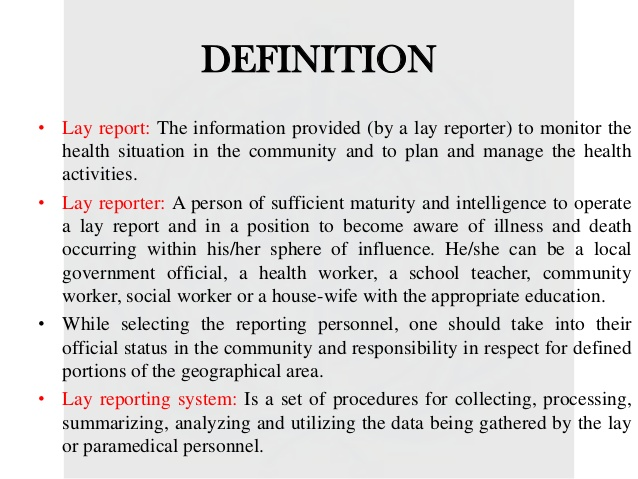 DEFINITION
• Lay report: The information provided (by a lay reporter) to monitor the
health situation in the community and to plan and manage the health
activities.
• Lay reporter: A person of sufficient maturity and intelligence to operate
a lay report and in a position to become aware of illness and death
occurring within his/her sphere of influence. He/she can be a local
government official, a health worker, a school teacher, community
worker, social worker or a house-wife with the appropriate education.
• While selecting the reporting personnel, one should take into their
official status in the community and responsibility in respect for defined
portions of the geographical area.
• Lay reporting system: Is a set of procedures for collecting, processing,
summarizing, analyzing and utilizing the data being gathered by the lay
or paramedical personnel.